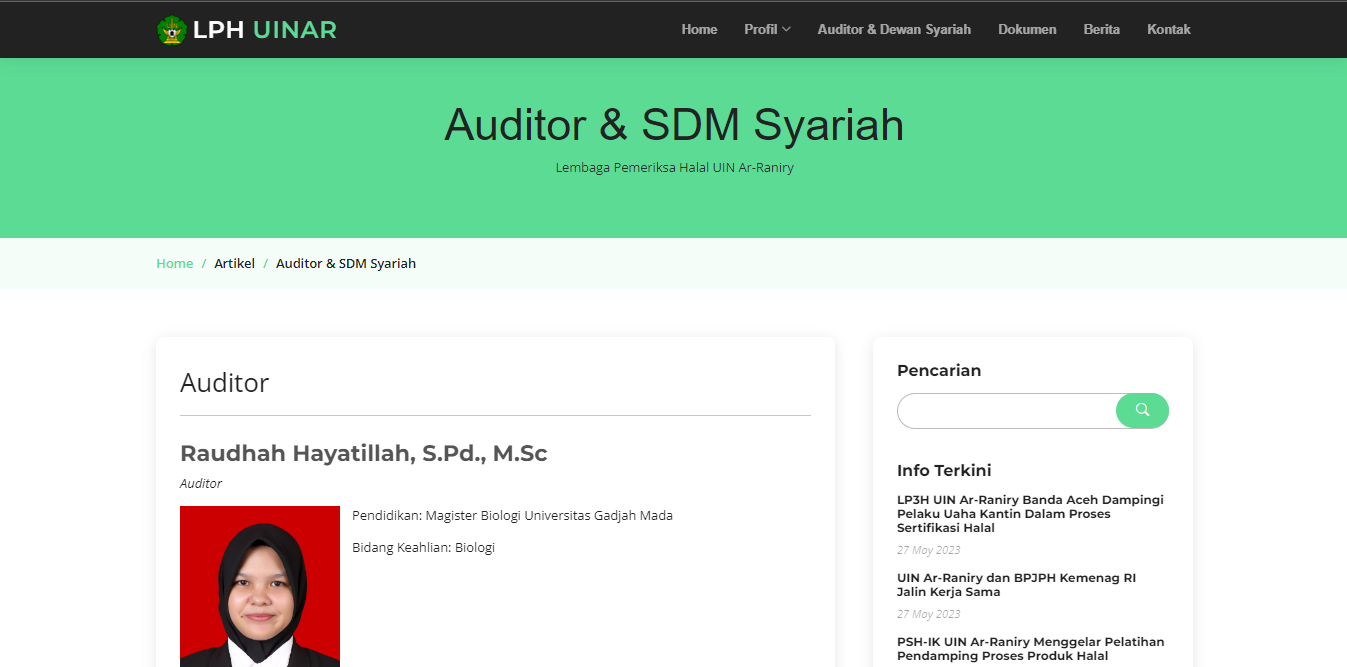 LPH UINAR
Home
Profil
Auditor & Dewan Syariah
Dokumen
Berita
Kontak
Auditor & SDM Syariah
Lembaga Pemeriksa Halal UIN Ar-Raniry
Home / Artikel / Auditor & SDM Syariah
Auditor
Raudhah Hayatillah, S.Pd., M.Sc
Auditor
Pendidikan: Magister Biologi Universitas Gadjah Mada
Bidang Keahlian: Biologi
Pencarian
Info Terkini
LP3H UIN Ar-Raniry Banda Aceh Dampingi
Pelaku Uaha Kantin Dalam Proses
Sertifikasi Halal
27 May 2023
UIN Ar-Raniry dan BPJPH Kemenag RI
Jalin Kerja Sama
27 May 2023
PSH-IK UIN Ar-Raniry Menggelar Pelatihan
Pendamping Proses Produk Halal